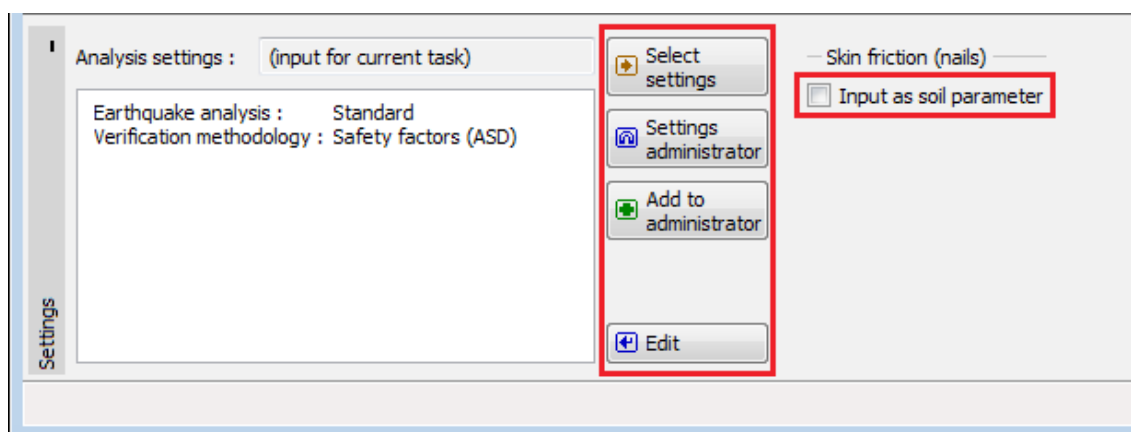 Analysis settings : (input for current task)
Earthquake analysis : Standard
Verification methodology : Safety factors (ASD)
Select
settings
Settings
administrator
Add to
administrator
Edit
Skin friction (nails)
Input as soil parameter
Settings